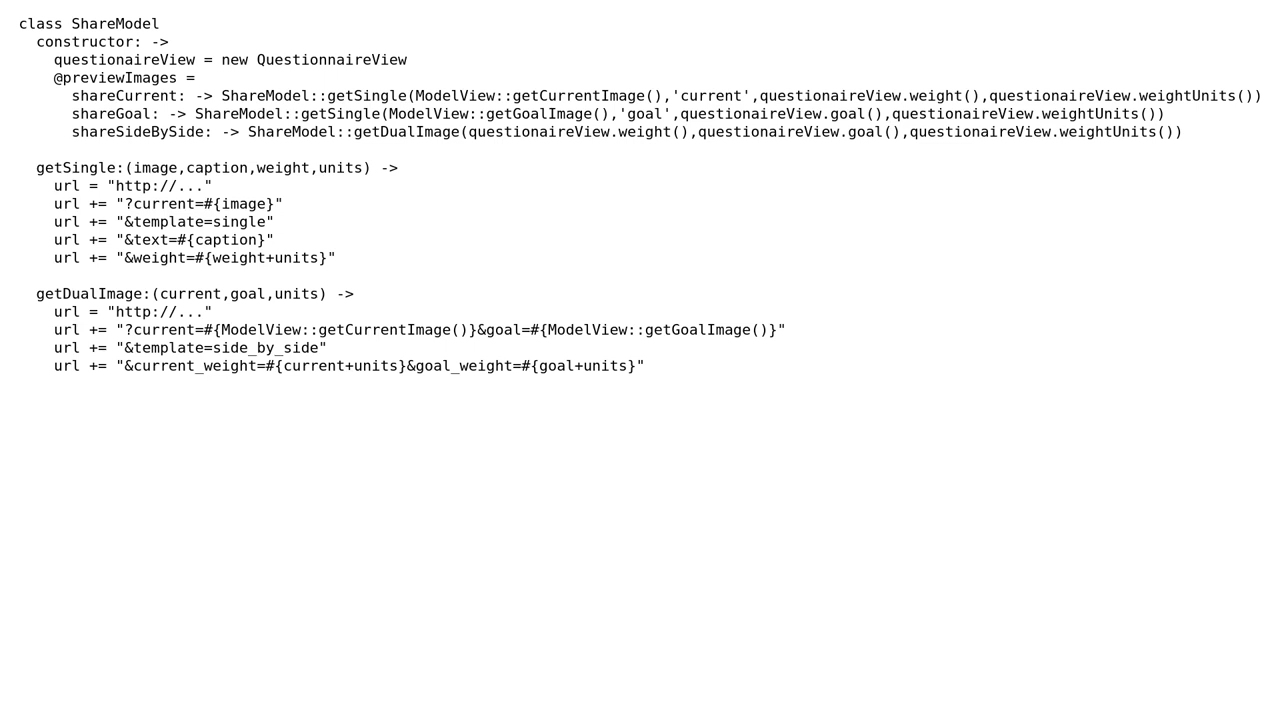 class ShareModel
  constructor: ->
    questionaireView = new QuestionnaireView
    @previewImages =
      shareCurrent: -> ShareModel::getSingle(ModelView::getCurrentImage(),'current',questionaireView.weight(),questionaireView.weightUnits())
      shareGoal: -> ShareModel::getSingle(ModelView::getGoalImage(),'goal',questionaireView.goal(),questionaireView.weightUnits())
      shareSideBySide: -> ShareModel::getDualImage(questionaireView.weight(),questionaireView.goal(),questionaireView.weightUnits())

  getSingle:(image,caption,weight,units) ->
    url = "http://..."
    url += "?current=#{image}"
    url += "&template=single"
    url += "&text=#{caption}"
    url += "&weight=#{weight+units}"

  getDualImage:(current,goal,units) ->
    url = "http://..."
    url += "?current=#{ModelView::getCurrentImage()}&goal=#{ModelView::getGoalImage()}"
    url += "&template=side_by_side"
    url += "&current_weight=#{current+units}&goal_weight=#{goal+units}"